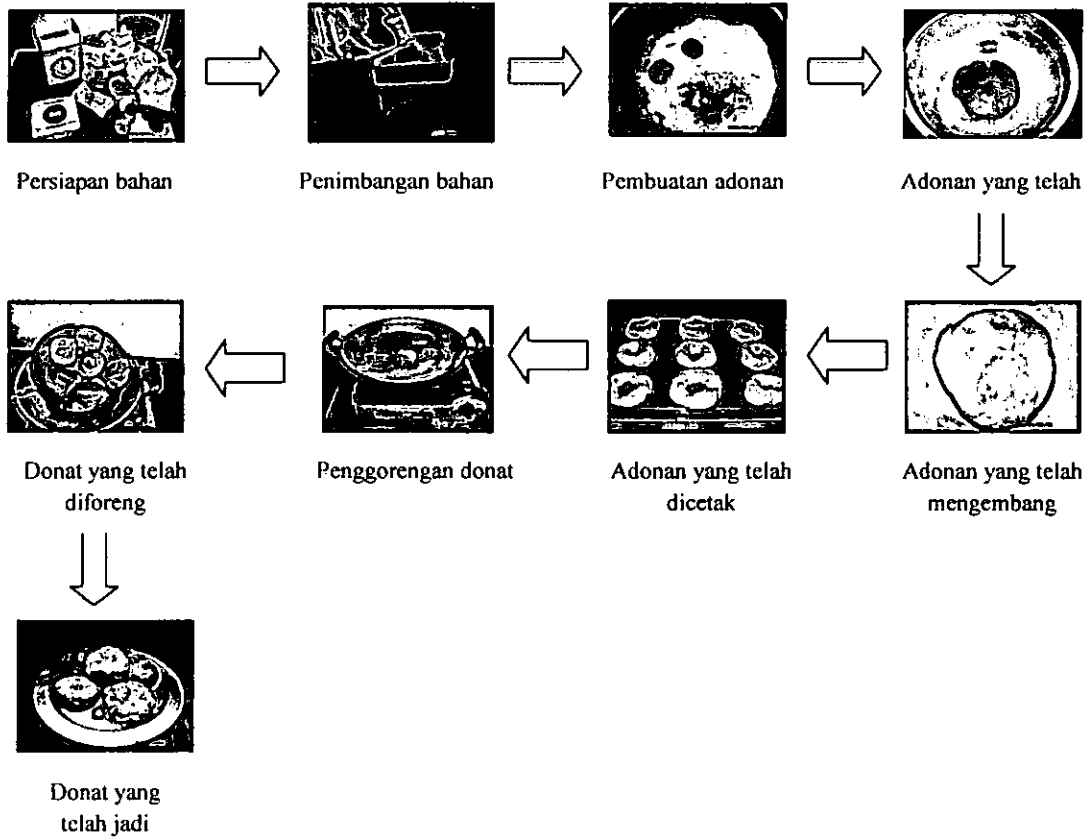 Persiapan bahan
Penimbangan bahan
Pembuatan adonan
Adonan yang telah
Adonan yang telah
mengembang
Adonan yang telah
dicetak
Penggorengan donat
Donat yang telah
diforeng
Donat yang
telah jadi